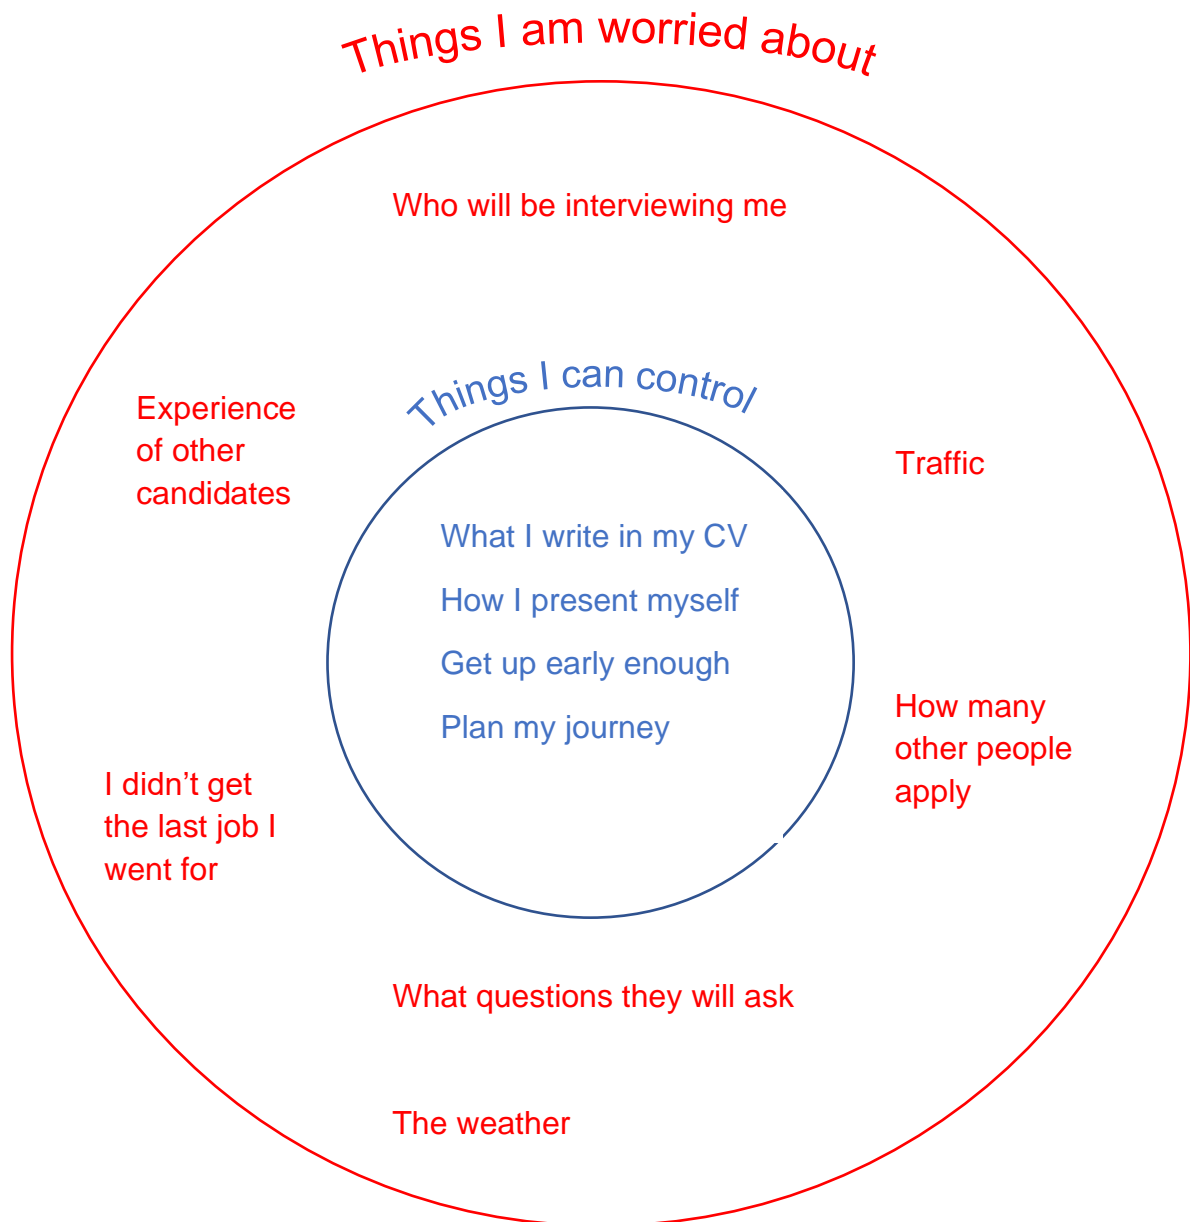 Things I am worried about
Who will be interviewing me
Things I can control
Experience
of other
candidates
Traffic
What I write in my CV
How I present myself
Get up early enough
Plan my journey
How many
other people
apply
I didn’t get
the last job I
went for
What questions they will ask
The weather